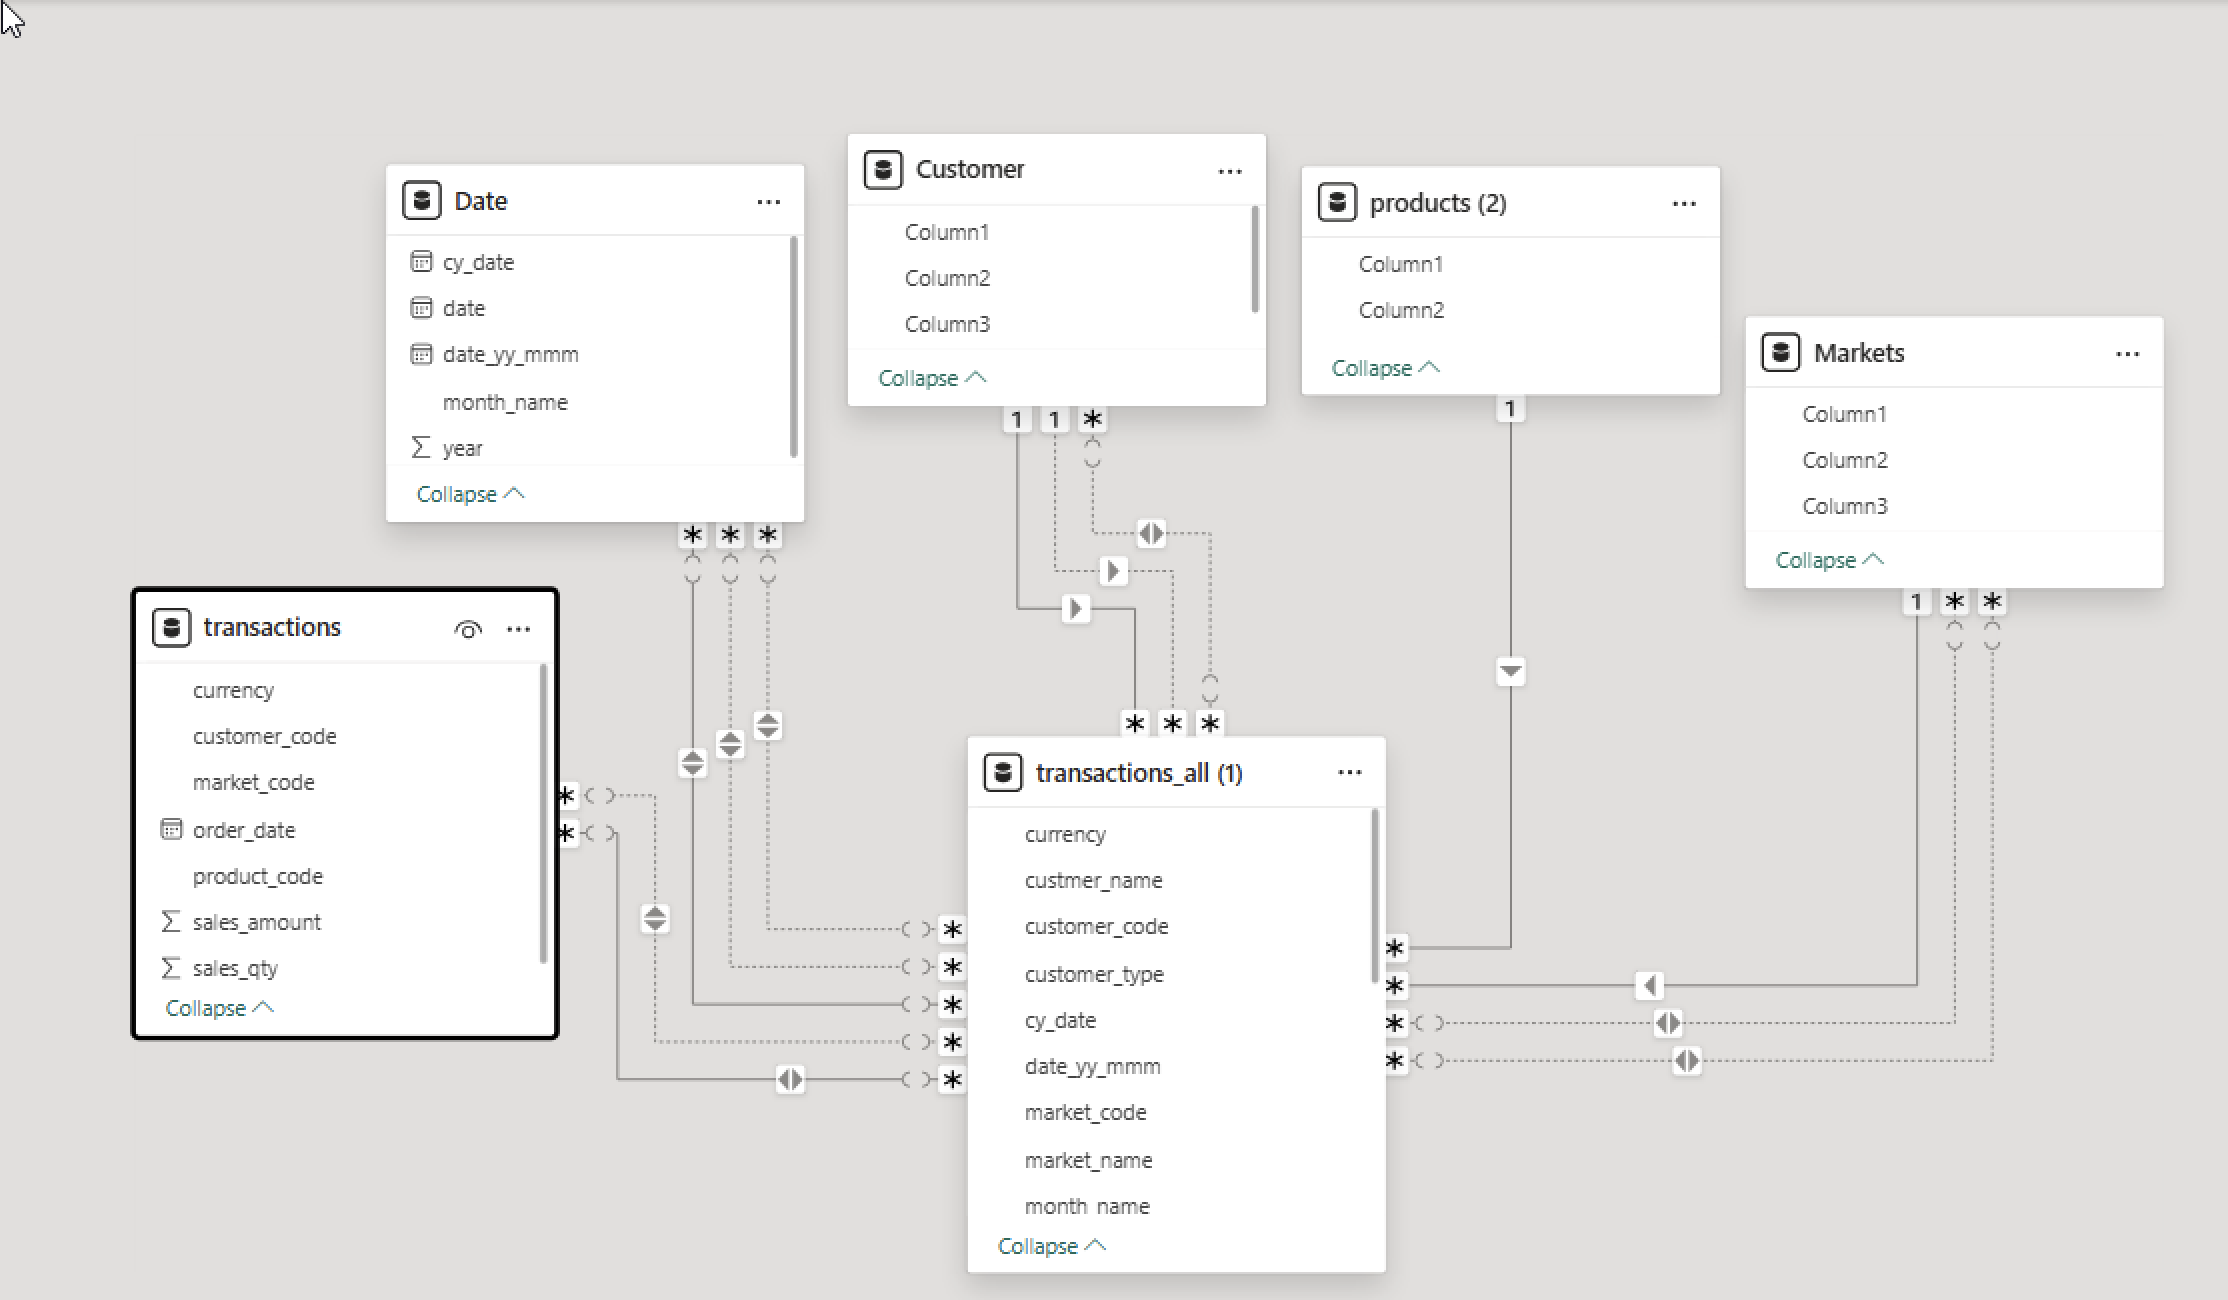 Date
cy_date
date
date_yy_mmm
month_name
year
Collapse
Customer
Column1
Column2
Column3
Collapse
products (2)
Column1
Column2
Collapse
Markets
Column1
Column2
Column3
Collapse
1 1 *
1
* * *
1 * *
transactions
currency
customer_code
market_code
order_date
product_code
sales_amount
sales_qty
Collapse
*
*
* * *
transactions_all (1)
currency
custmer_name
customer_code
customer_type
cy_date
date_yy_mmm
market_code
market_name
month_name
Collapse
*
*
*
*
*
*
*
*
*